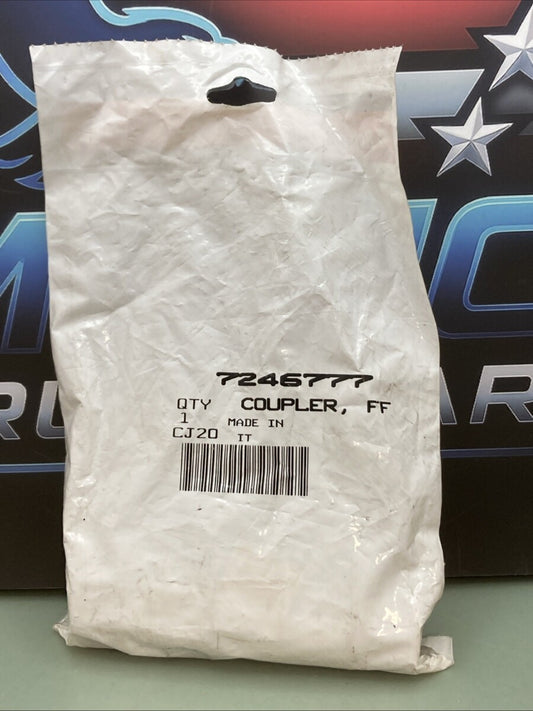 7246777
QTY COUPLER, FF
1 MADE IN
CJ20 IT